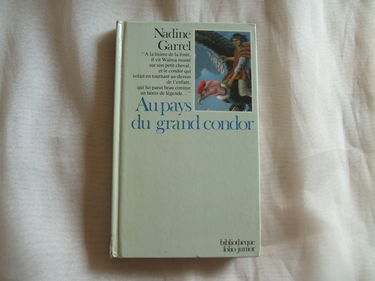 Nadine
Garrel
"A la lisière de la forêt,
il vit Waïma monté
sur son petit cheval,
et le condor qui
volait en tournant au-dessus
de l'enfant,
qui lui parut beau comme
un héros de légende..."
Au pays
du grand condor
bibliothèque
folio junior